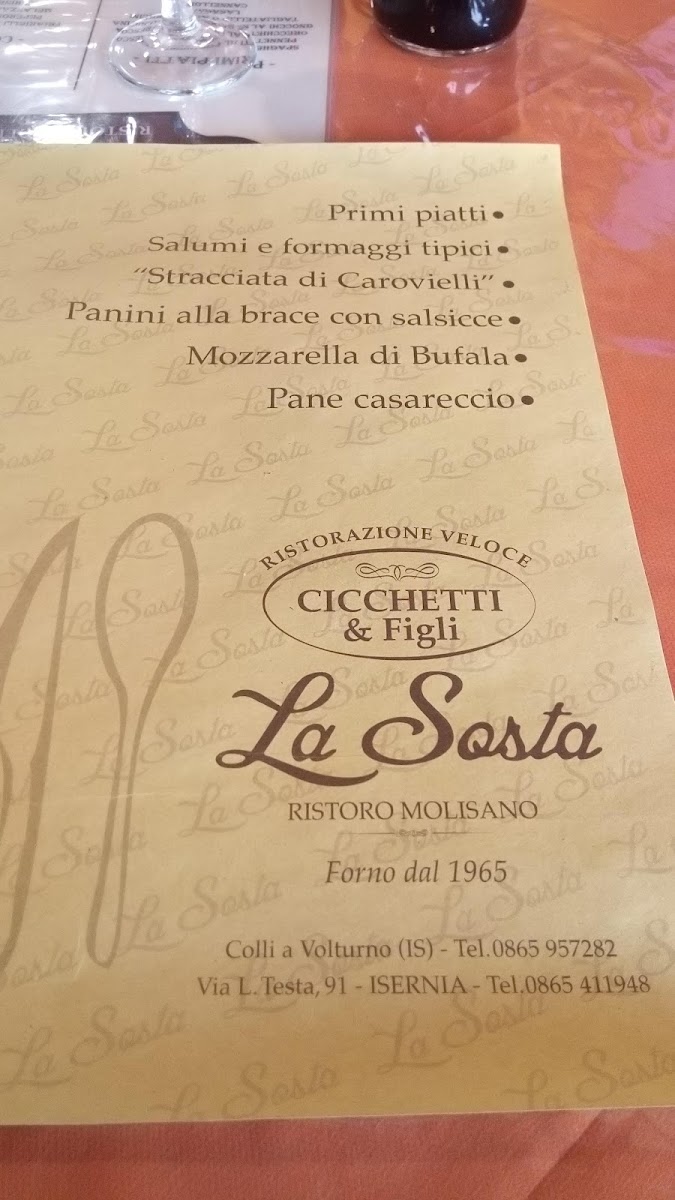 - PRIMI PIATTI -
Primi piatti•
Salumi e formaggi tipici•
“Stracciata di Carovielli” •
Panini alla brace con salsicce•
Mozzarella di Bufala•
Pane casareccio•
RISTORAZIONE VELOCE
CICCHETTI
& Figli
La Sosta
RISTORO MOLISANO
Forno dal 1965
Colli a Volturno (IS) - Tel.0865 957282
Via L. Testa, 91 - ISERNIA - Tel.0865 411948